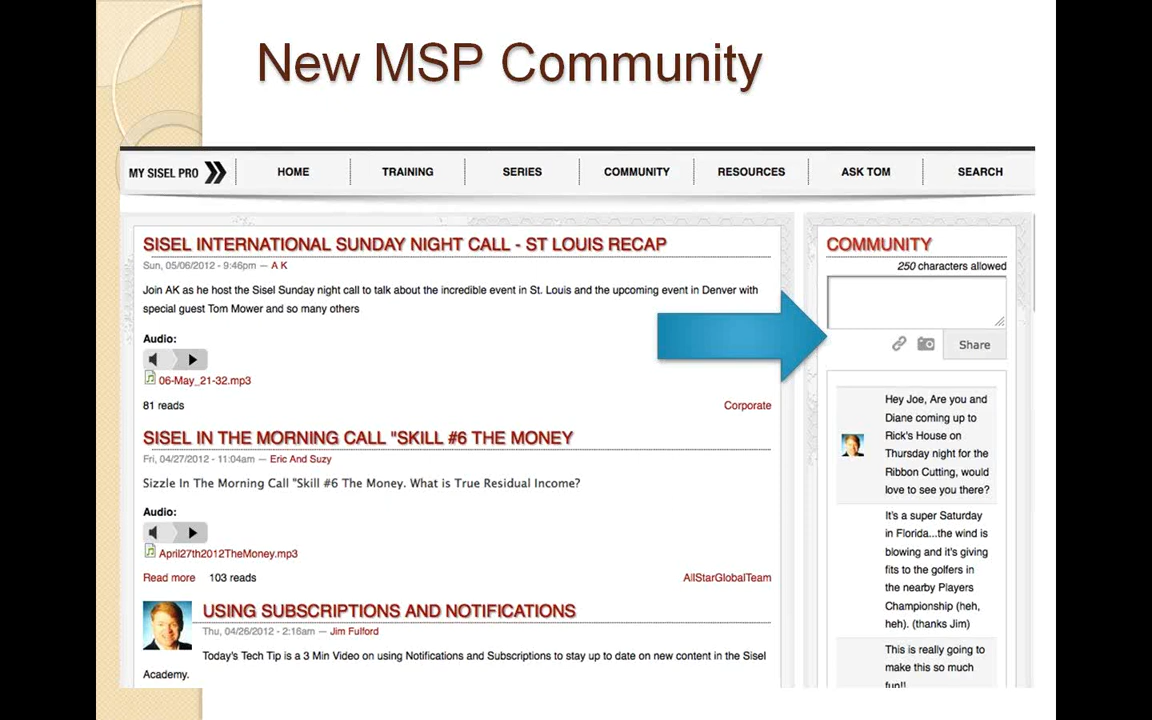 New MSP Community
MY SISEL PRO
HOME
TRAINING
SERIES
COMMUNITY
RESOURCES
ASK TOM
SEARCH
SISEL INTERNATIONAL SUNDAY NIGHT CALL - ST LOUIS RECAP
Sun, 05/06/2012 - 9:46pm — A K
Join AK as he host the Sisel Sunday night call to talk about the incredible event in St. Louis and the upcoming event in Denver with
special guest Tom Mower and so many others
Audio:
06-May_21-32.mp3
81 reads
Corporate
SISEL IN THE MORNING CALL "SKILL #6 THE MONEY
Fri, 04/27/2012 - 11:04am — Eric And Suzy
Sizzle In The Morning Call "Skill #6 The Money. What is True Residual Income?
Audio:
April27th2012TheMoney.mp3
Read more 103 reads
AllStarGlobalTeam
USING SUBSCRIPTIONS AND NOTIFICATIONS
Thu, 04/26/2012 - 2:16am — Jim Fulford
Today's Tech Tip is a 3 Min Video on using Notifications and Subscriptions to stay up to date on new content in the Sisel
Academy.
COMMUNITY
250 characters allowed
Share
Hey Joe, Are you and
Diane coming up to
Rick's House on
Thursday night for the
Ribbon Cutting, would
love to see you there?
It's a super Saturday
in Florida...the wind is
blowing and it's giving
fits to the golfers in
the nearby Players
Championship (heh,
heh). (thanks Jim)
This is really going to
make this so much
fun!!